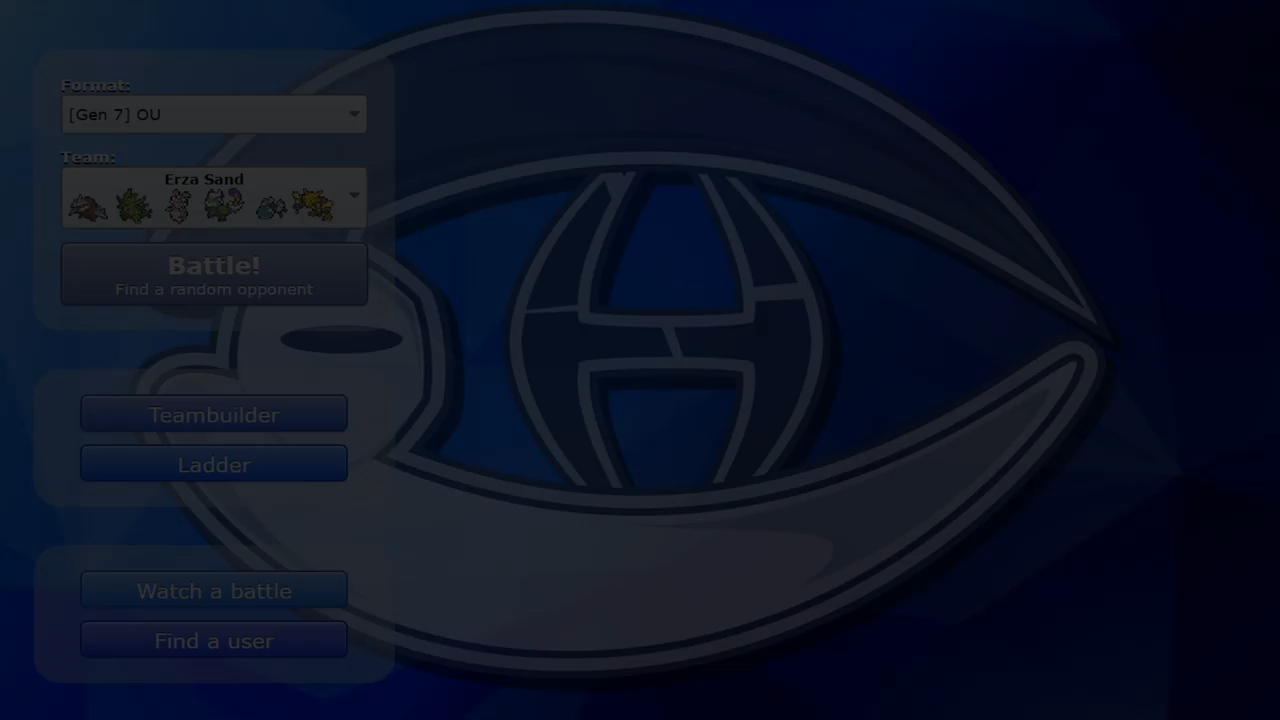 Format:
[Gen 7] OU
Team:
Erza Sand
Battle!
Find a random opponent
Teambuilder
Ladder
Watch a battle
Find a user